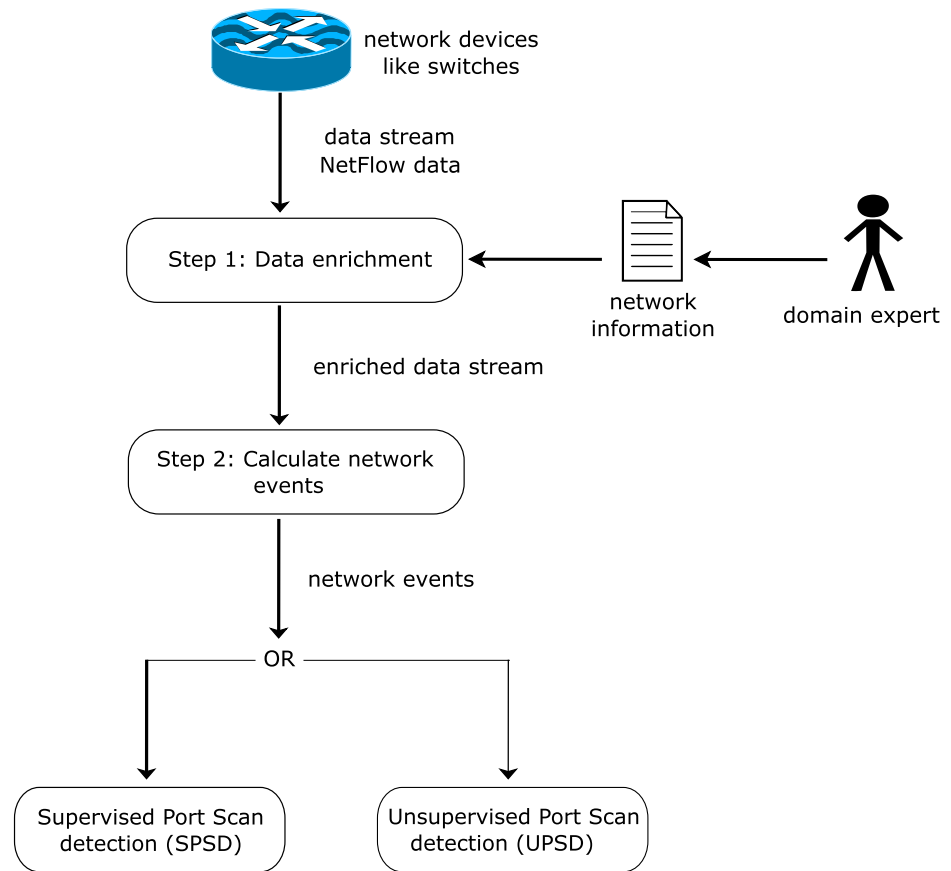 network devices
like switches
data stream
NetFlow data
Step 1: Data enrichment
network
information
domain expert
enriched data stream
Step 2: Calculate network
events
network events
OR
Supervised Port Scan
detection (SPSD)
Unsupervised Port Scan
detection (UPSD)